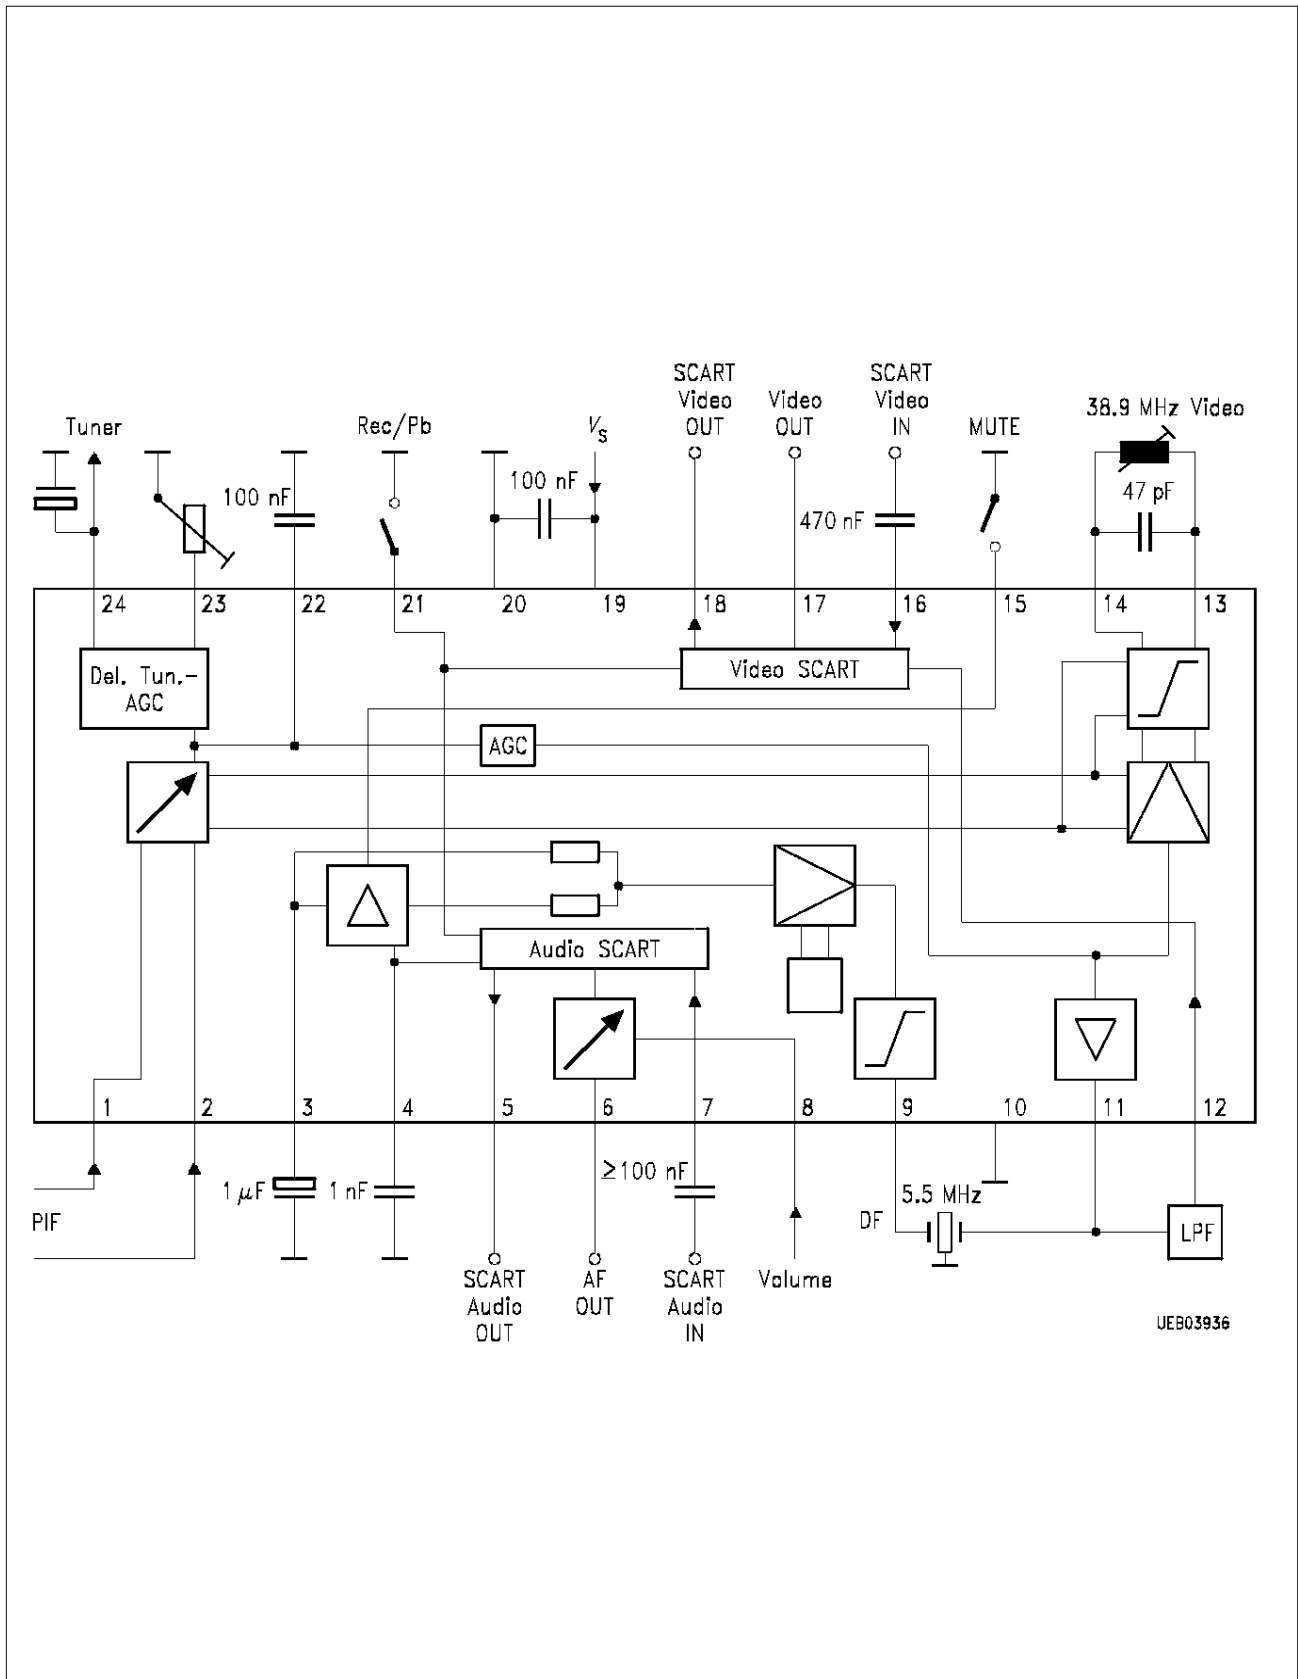 SCART
Video
OUT
Video
OUT
SCART
Video
IN
38.9 MHz Video
Tuner
Rec/Pb
Vs
MUTE
100 nF
100 nF
470 nF
47 pF
24 23 22 21 20 19 18 17 16 15 14 13
Del. Tun.-
AGC
Video SCART
AGC
Audio SCART
1 2 3 4 5 6 7 8 9 10 11 12
PIF
1 µF
1 nF
≥100 nF
DF
5.5 MHz
LPF
SCART
Audio
OUT
AF
OUT
SCART
Audio
IN
Volume
UEB03936